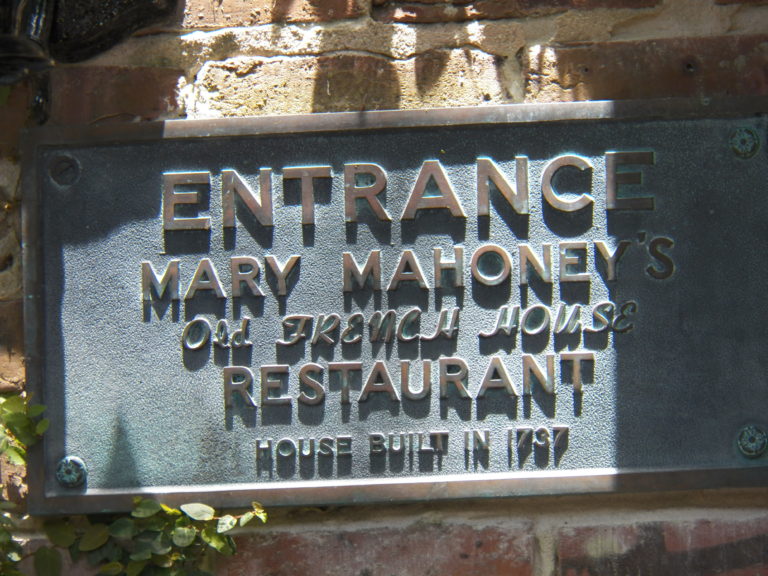 ENTRANCE
MARY MAHONEY'S
Old FRENCH HOUSE
RESTAURANT
HOUSE BUILT IN 1737